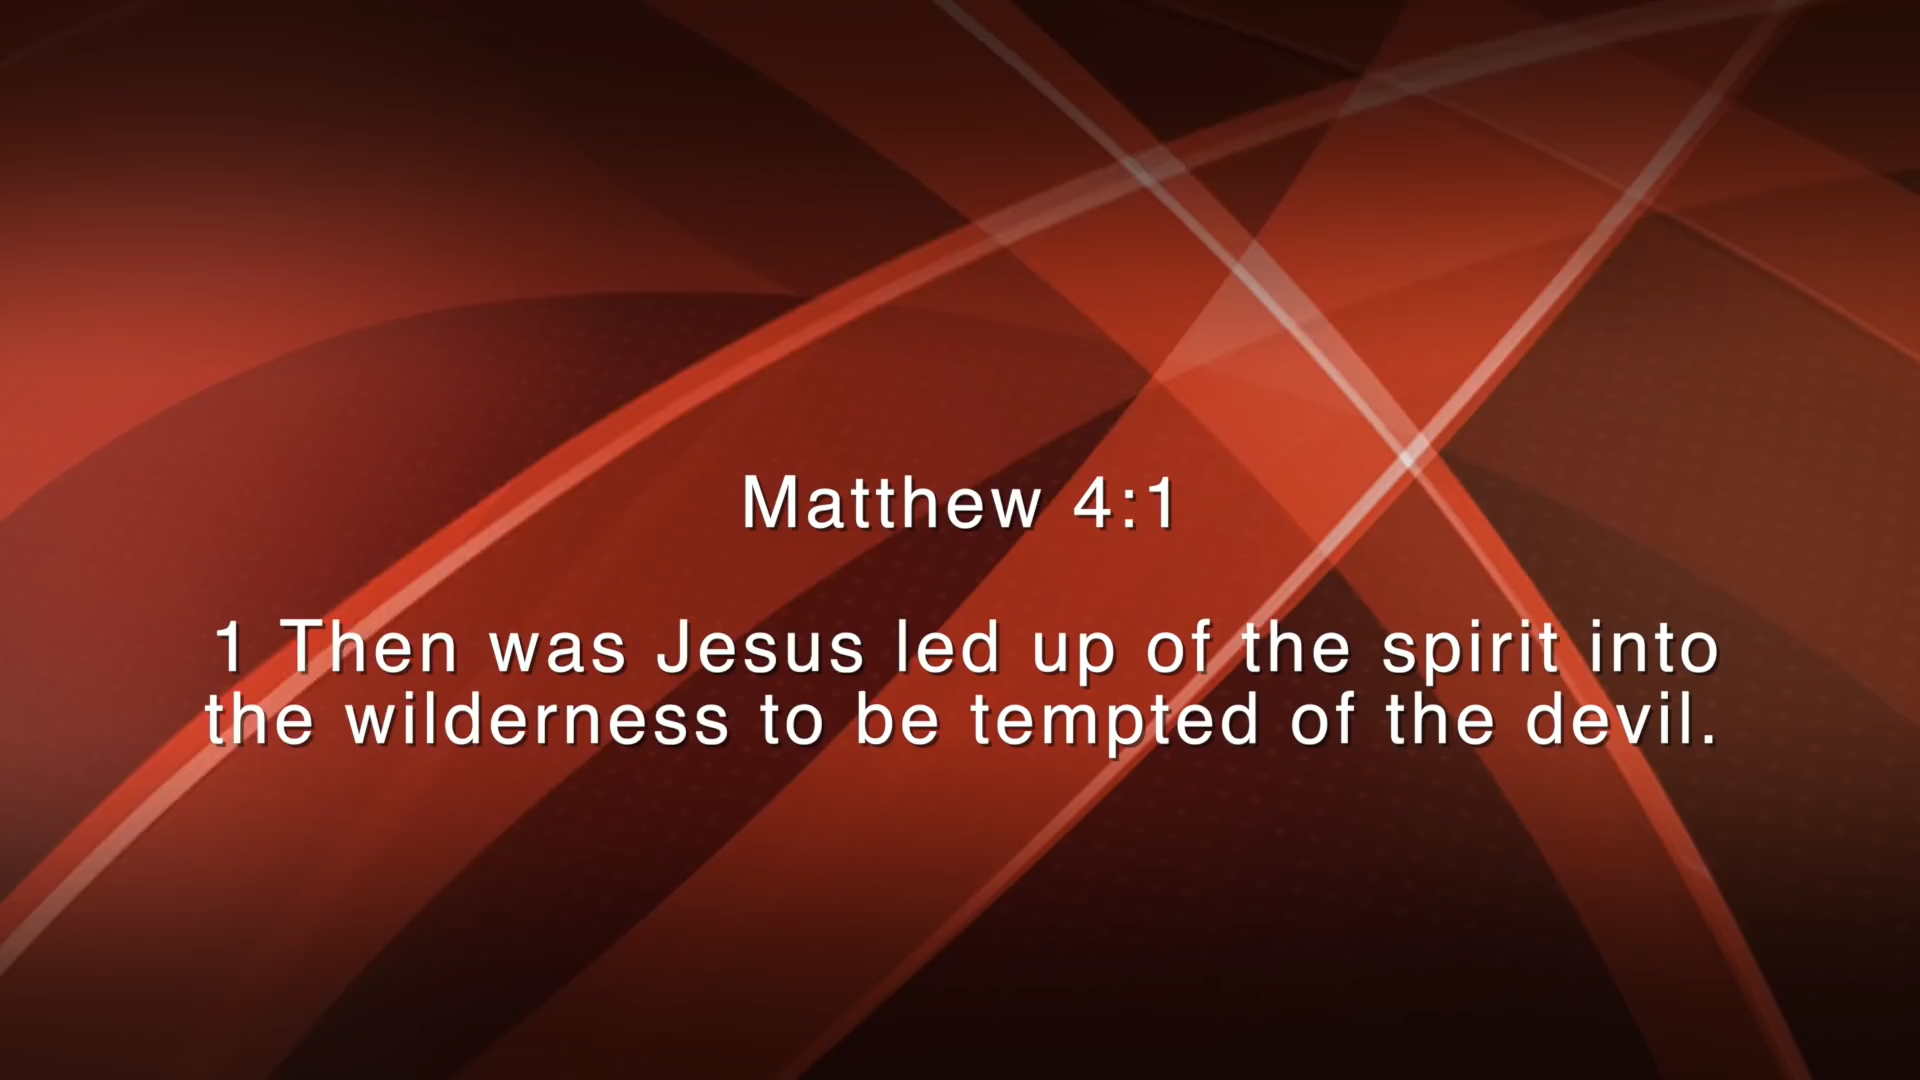 Matthew 4:1
1 Then was Jesus led up of the spirit into
the wilderness to be tempted of the devil.